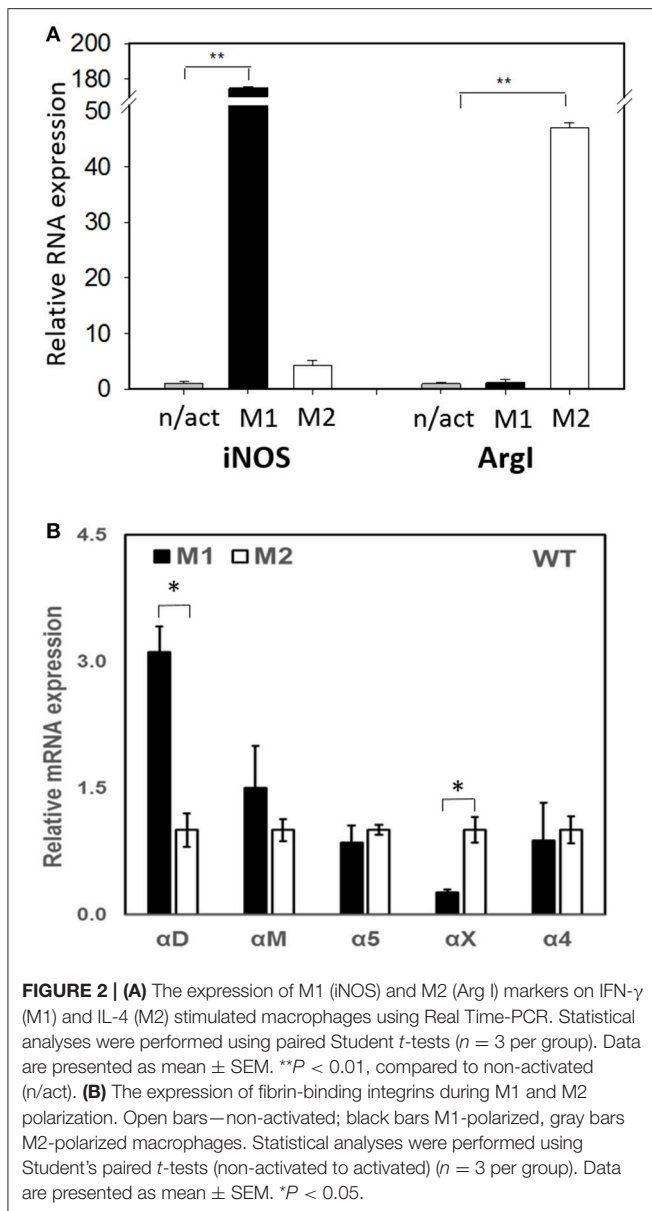 A
200
180
50
40
30
20
10
0
Relative RNA expression
**
**
n/act M1 M2 n/act M1 M2
iNOS ArgI
B
4.5
3.0
1.5
0.0
Relative mRNA expression
M1 M2 WT
*
*
αD αM α5 αX α4
FIGURE 2 | (A) The expression of M1 (iNOS) and M2 (Arg I) markers on IFN-γ
(M1) and IL-4 (M2) stimulated macrophages using Real Time-PCR. Statistical
analyses were performed using paired Student t-tests (n = 3 per group). Data
are presented as mean ± SEM. **P < 0.01, compared to non-activated
(n/act). (B) The expression of fibrin-binding integrins during M1 and M2
polarization. Open bars—non-activated; black bars M1-polarized, gray bars
M2-polarized macrophages. Statistical analyses were performed using
Student's paired t-tests (non-activated to activated) (n = 3 per group). Data
are presented as mean ± SEM. *P < 0.05.